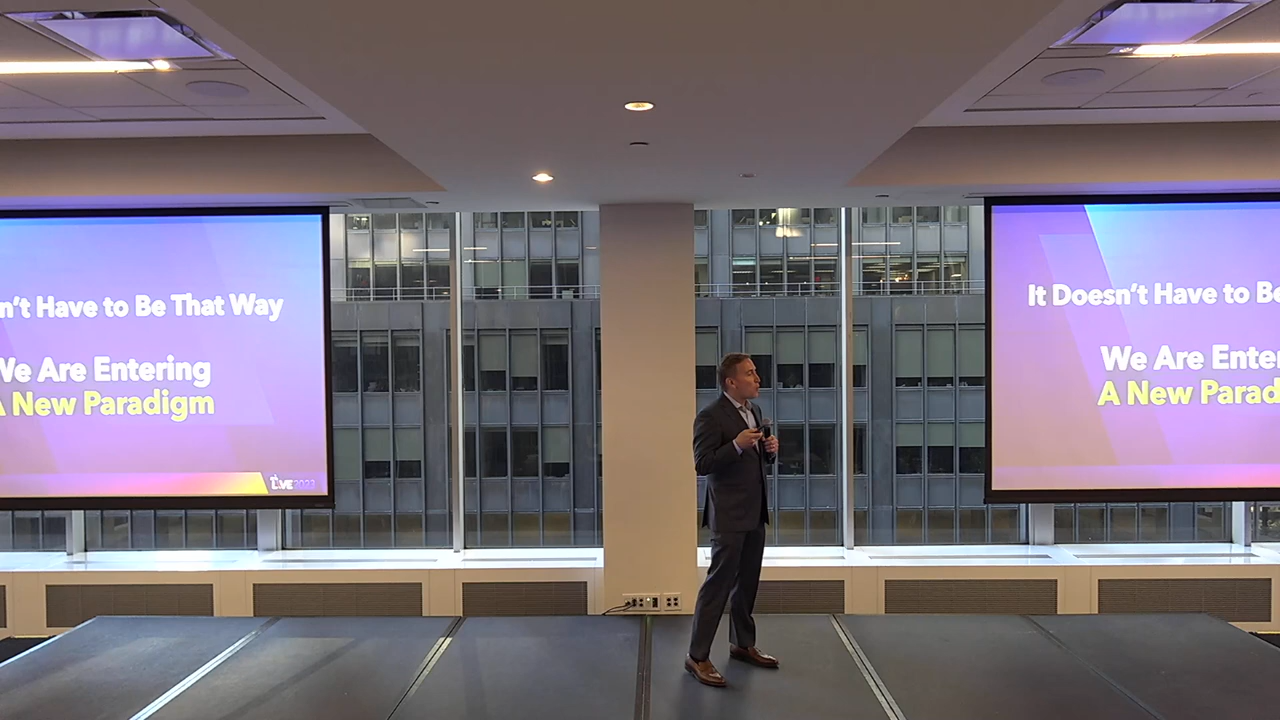 n't Have to Be That Way
We Are Entering
A New Paradigm
LIVE2023
It Doesn't Have to Be
We Are Enter
A New Parad